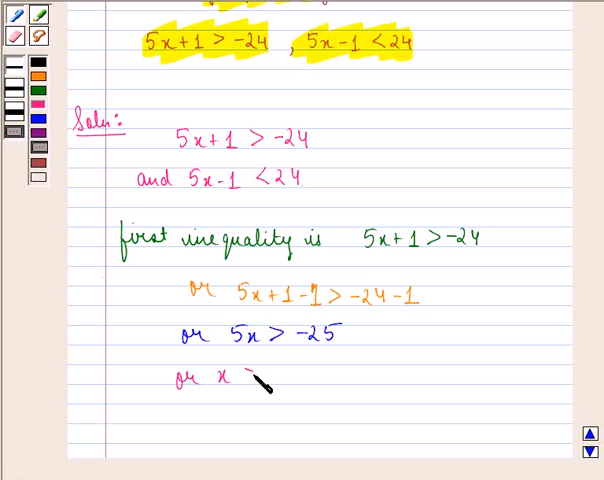 5x+1 > -24 , 5x-1 < 24
Soln:
5x+1 > -24
and 5x-1 < 24.
first inequality is 5x+1 > -24
or 5x+1-1 > -24-1
or 5x > -25
or x